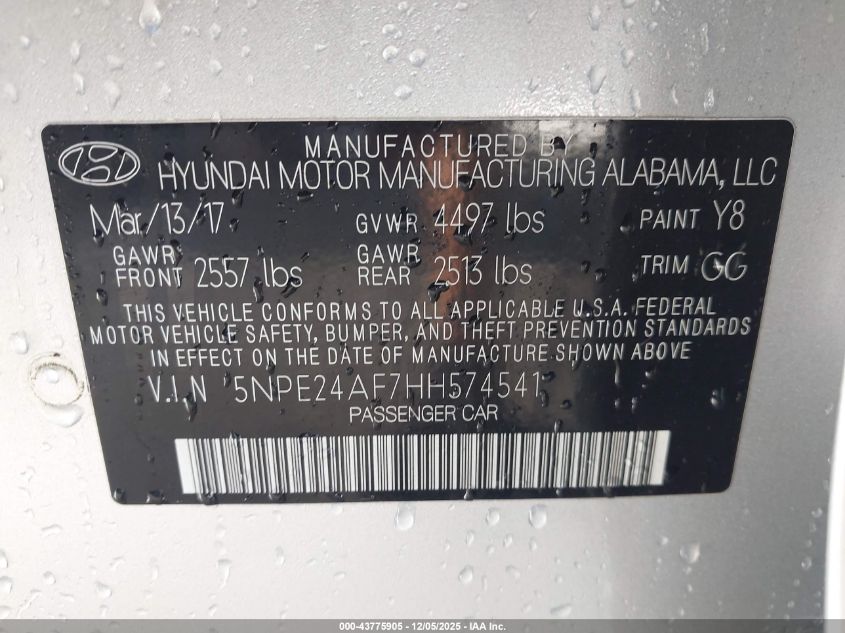 MANUFACTURED BY
HYUNDAI MOTOR MANUFACTURING ALABAMA, LLC
Mar/13/17 GVWR 4497 lbs PAINT Y8
GAWR FRONT 2557 lbs GAWR REAR 2513 lbs TRIM GG
THIS VEHICLE CONFORMS TO ALL APPLICABLE U.S.A. FEDERAL
MOTOR VEHICLE SAFETY, BUMPER, AND THEFT PREVENTION STANDARDS
IN EFFECT ON THE DATE OF MANUFACTURE SHOWN ABOVE.
V.I.N 5NPE24AF7HH574541
PASSENGER CAR
000-43775905 - 12/05/2025 - IAA Inc.